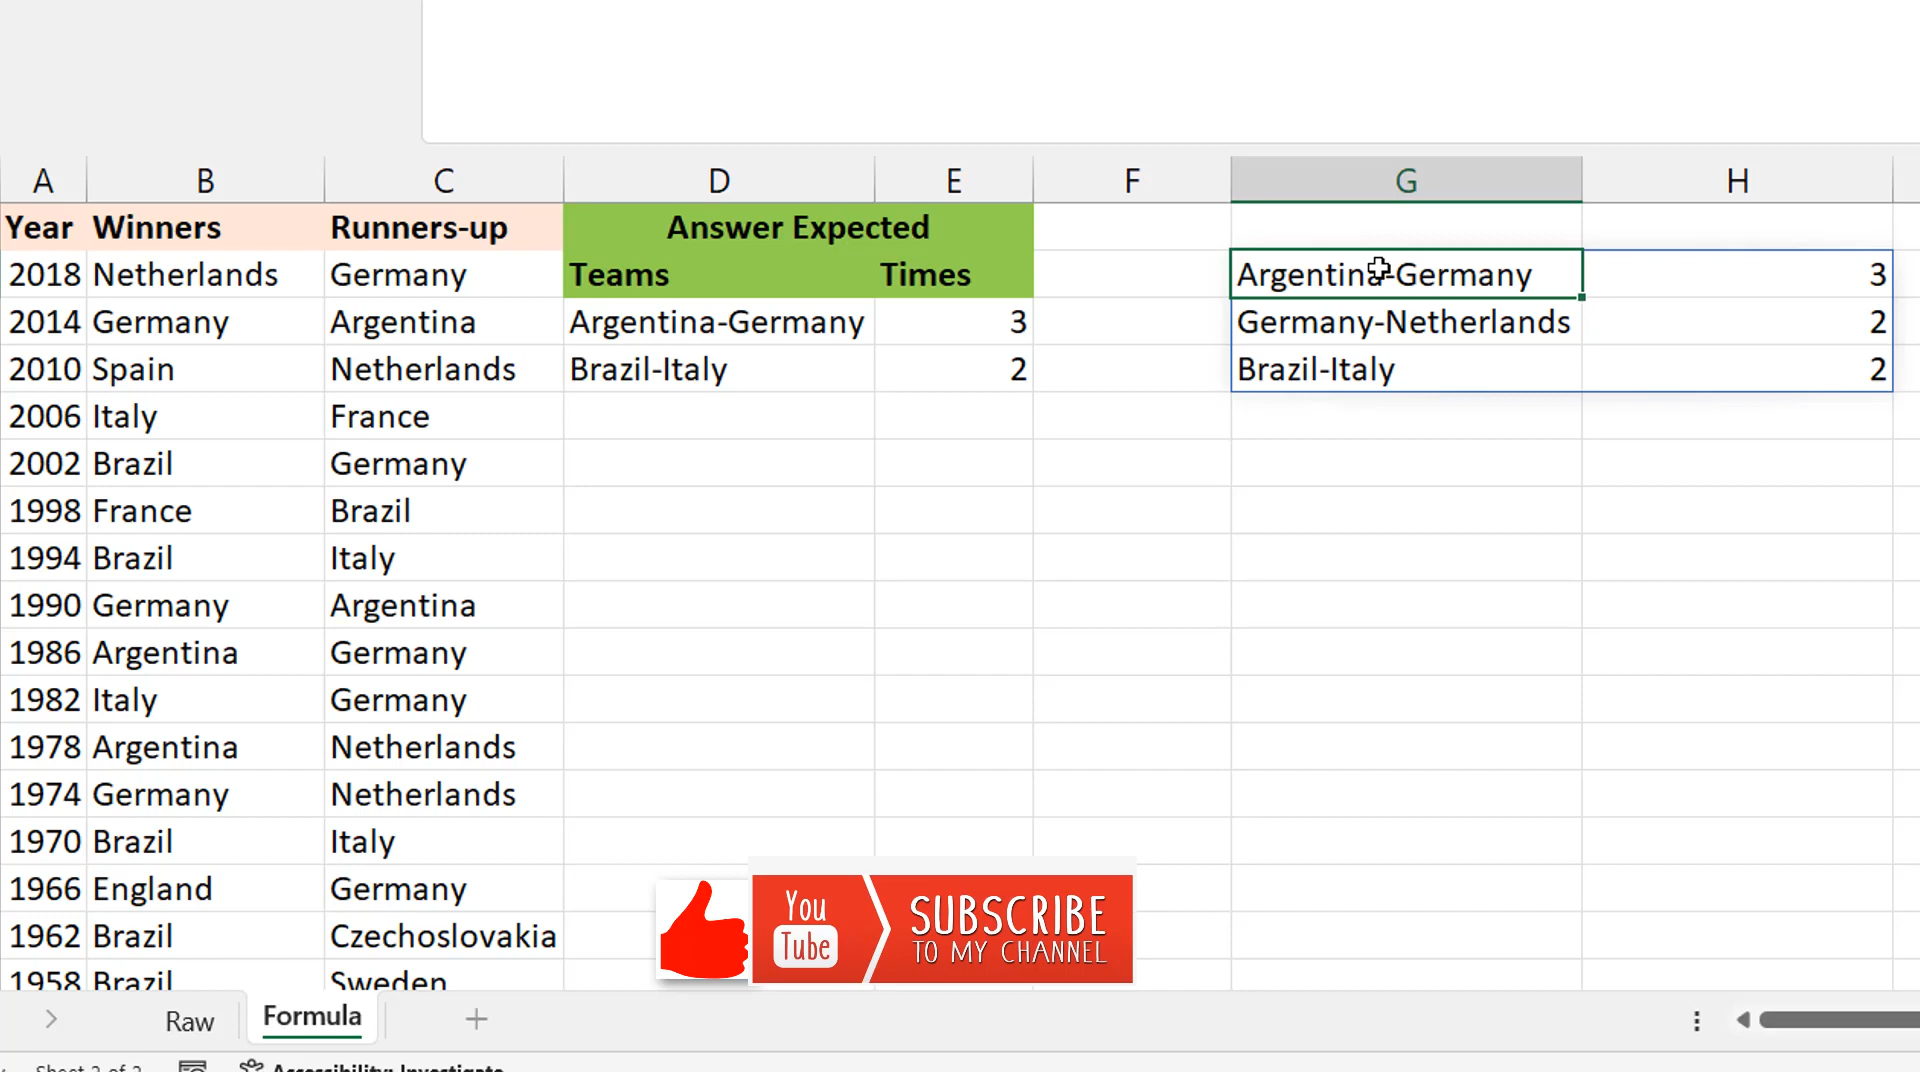 A B C D E F G H
Year Winners Runners-up Answer Expected
2018 Netherlands Germany Teams Times Argentina-Germany 3
2014 Germany Argentina Argentina-Germany 3 Germany-Netherlands 2
2010 Spain Netherlands Brazil-Italy 2 Brazil-Italy 2
2006 Italy France
2002 Brazil Germany
1998 France Brazil
1994 Brazil Italy
1990 Germany Argentina
1986 Argentina Germany
1982 Italy Germany
1978 Argentina Netherlands
1974 Germany Netherlands
1970 Brazil Italy
1966 England Germany
1962 Brazil Czechoslovakia
1958 Brazil Sweden
You Tube SUBSCRIBE
TO MY CHANNEL
Raw Formula
Sheet 2 of 2 Accessibility: Investigate